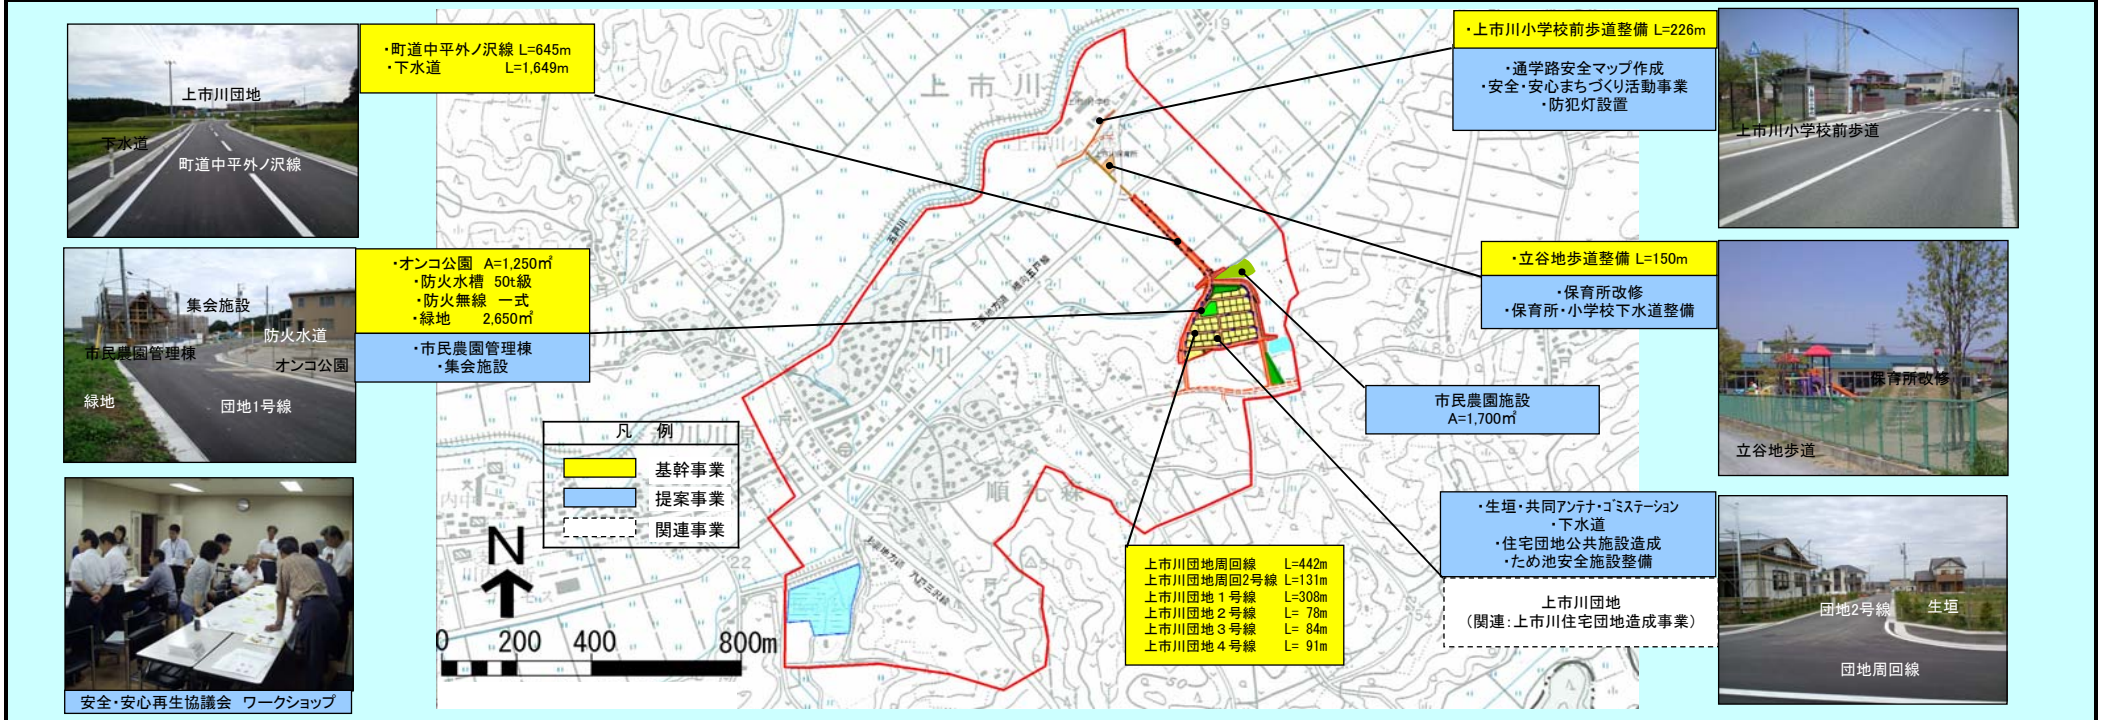 上市川団地
下水道
町道中平外ノ沢線
・町道中平外ノ沢線 L=645m
・下水道 L=1,649m
・上市川小学校前歩道整備 L=226m
・通学路安全マップ作成
・安全・安心まちづくり活動事業
・防犯灯設置
上市川小学校前歩道
集会施設
防火水道
市民農園管理棟
オンコ公園
緑地
団地1号線
・オンコ公園 A=1,250㎡
・防火水槽 50t級
・防火無線 一式
・緑地 2,650㎡
・市民農園管理棟
・集会施設
・立谷地歩道整備 L=150m
・保育所改修
・保育所・小学校下水道整備
保育所改修
立谷地歩道
市民農園施設
A=1,700㎡
上市川
上市川
五戸川
順礼森
凡 例
基幹事業
提案事業
関連事業
N
0 200 400 800m
上市川団地周回線 L=442m
上市川団地周回2号線 L=131m
上市川団地1号線 L=308m
上市川団地2号線 L= 78m
上市川団地3号線 L= 84m
上市川団地4号線 L= 91m
・生垣・共同アンテナ・ゴミステーション
・下水道
・住宅団地公共施設造成
・ため池安全施設整備
上市川団地
（関連：上市川住宅団地造成事業）
団地2号線
生垣
団地周回線
安全・安心再生協議会 ワークショップ